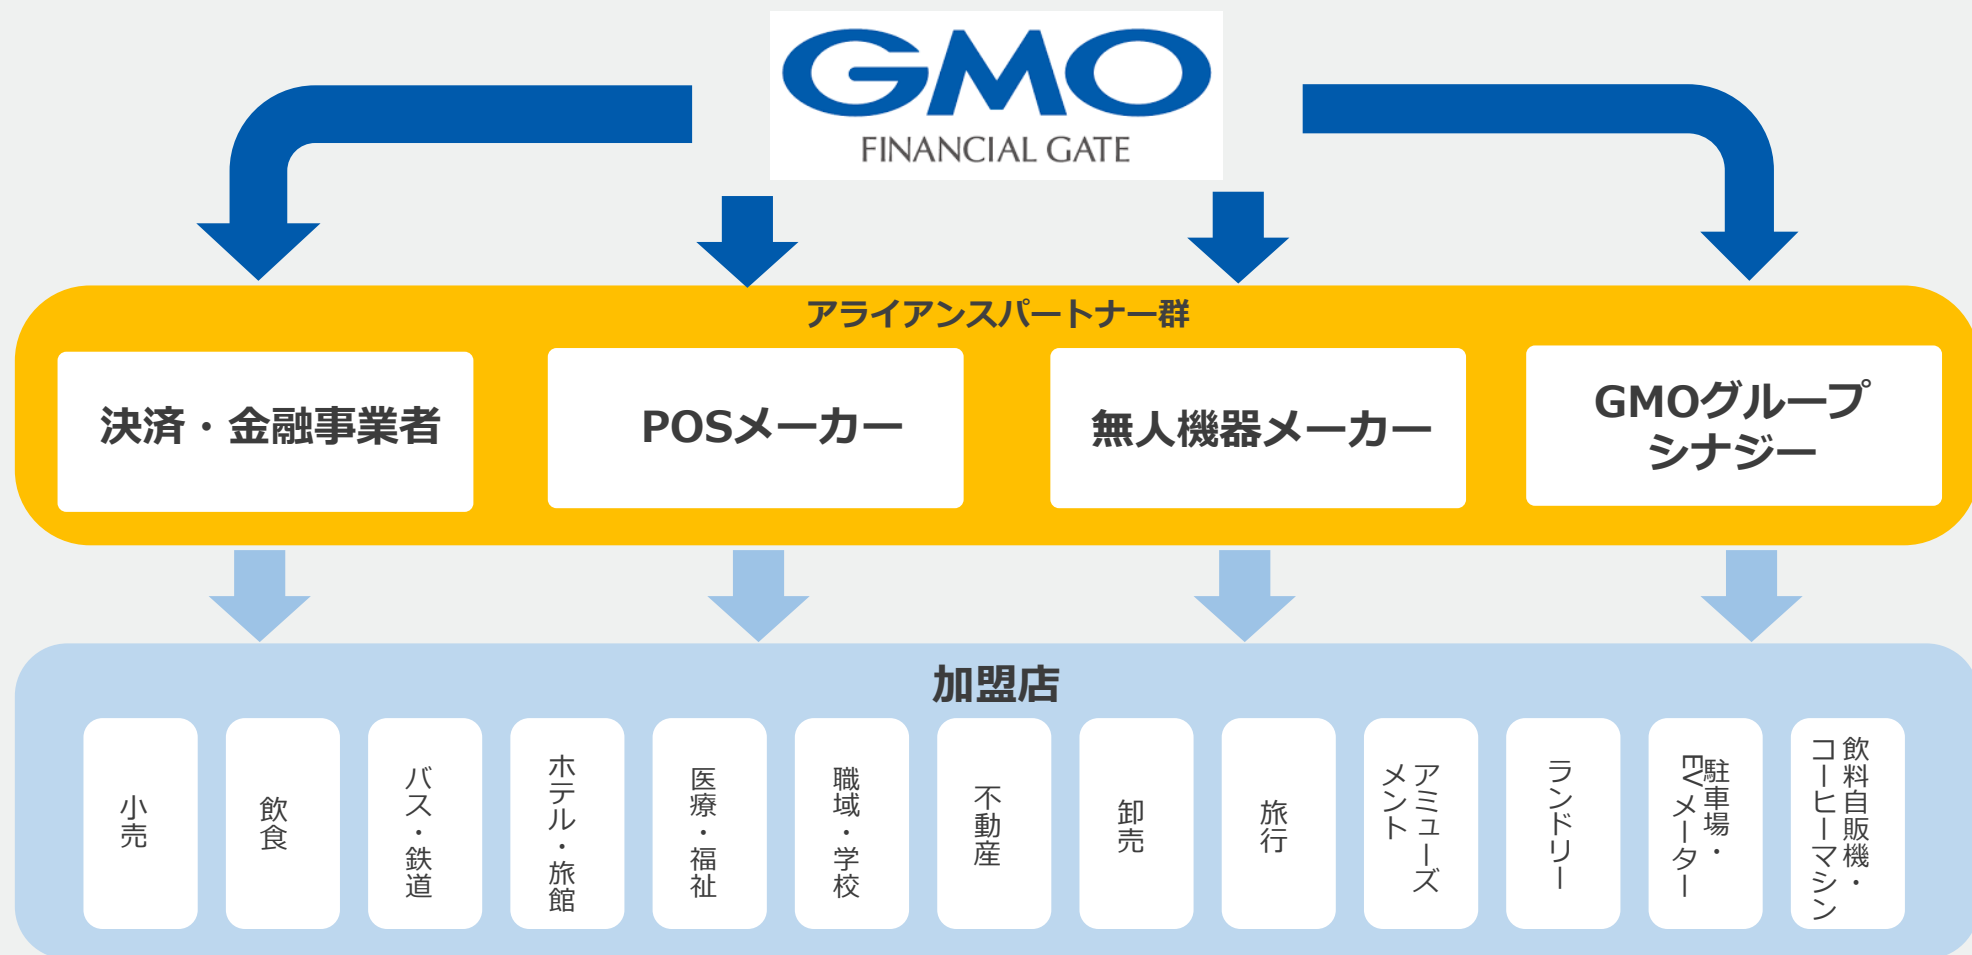 GMO
FINANCIAL GATE
アライアンスパートナー群
決済・金融事業者
POSメーカー
無人機器メーカー
GMOグループ
シナジー
加盟店
小売
飲食
バス・鉄道
ホテル・旅館
医療・福祉
職域・学校
不動産
卸売
旅行
アミューズ
メント
ランドリー
駐車場・
EVメーター
飲料自販機・
コーヒーマシン